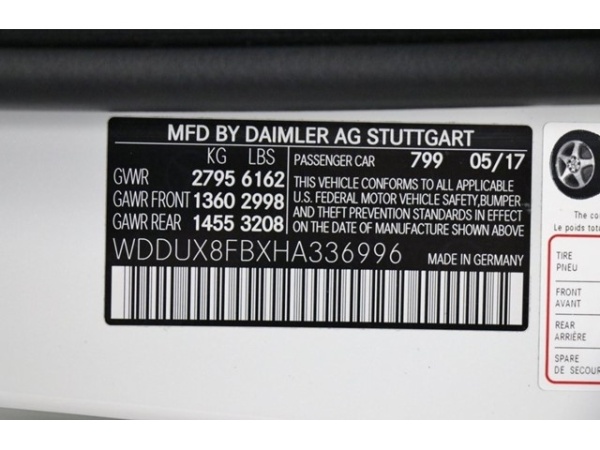 MFD BY DAIMLER AG STUTTGART
KG LBS
PASSENGER CAR 799 05/17
GVWR 2795 6162
GAWR FRONT 1360 2998
GAWR REAR 1455 3208
THIS VEHICLE CONFORMS TO ALL APPLICABLE
U.S. FEDERAL MOTOR VEHICLE SAFETY, BUMPER
AND THEFT PREVENTION STANDARDS IN EFFECT
ON THE DATE OF MANUFACTURE SHOWN ABOVE.
WDDUX8FBXHA336996
MADE IN GERMANY
The
Le poids
TIRE
PNEU
FRONT
AVANT
REAR
ARRIÈRE
SPARE
DE